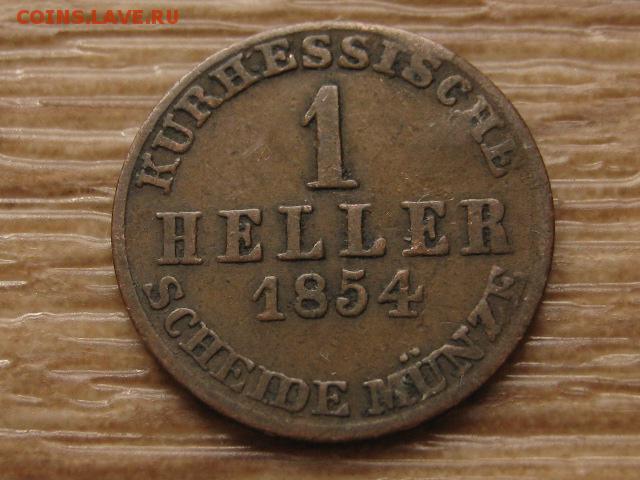 COINS.LAVE.RU
KURHESSISCHE
1
HELLER
1854
SCHEIDE MÜNZE